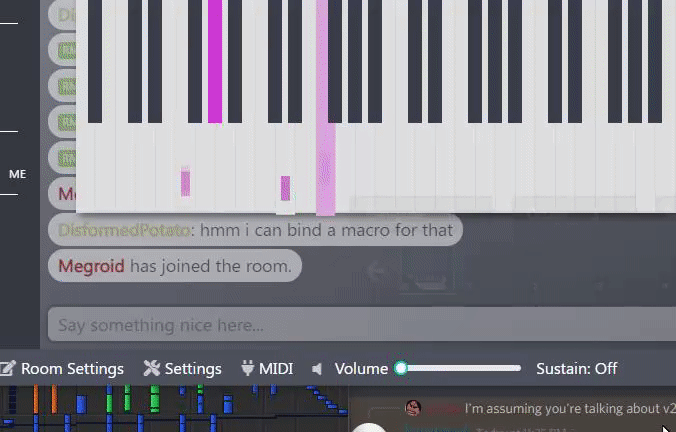 ME
DisformedPotato: hmm i can bind a macro for that
Megroid has joined the room.
Say something nice here...
Room Settings Settings MIDI Volume Sustain: Off
I'm assuming you're talking about v2